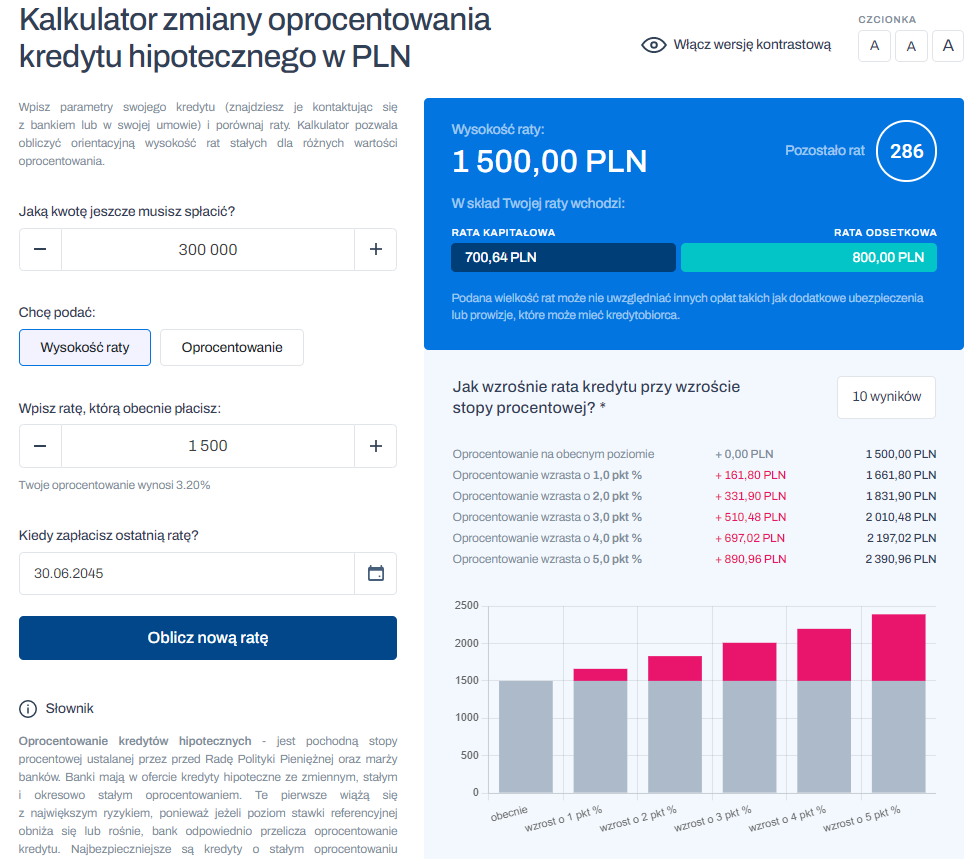 Kalkulator zmiany oprocentowania
kredytu hipotecznego w PLN
Włącz wersję kontrastową
CZCIONKA
A A A
Wpisz parametry swojego kredytu (znajdziesz je kontaktując się
z bankiem lub w swojej umowie) i porównaj raty. Kalkulator pozwala
obliczyć orientacyjną wysokość rat stałych dla różnych wartości
oprocentowania.
Jaką kwotę jeszcze musisz spłacić?
− 300 000 +
Chcę podać:
Wysokość raty Oprocentowanie
Wpisz ratę, którą obecnie płacisz:
− 1 500 +
Twoje oprocentowanie wynosi 3.20%
Kiedy zapłacisz ostatnią ratę?
30.06.2045
Oblicz nową ratę
Słownik
Oprocentowanie kredytów hipotecznych - jest pochodną stopy
procentowej ustalanej przez przed Radę Polityki Pieniężnej oraz marży
banków. Banki mają w ofercie kredyty hipoteczne ze zmiennym, stałym
i okresowo stałym oprocentowaniem. Te pierwsze wiążą się
z największym ryzykiem, ponieważ jeżeli poziom stawki referencyjnej
obniża się lub rośnie, bank odpowiednio przelicza oprocentowanie
kredytu. Najbezpieczniejsze są kredyty o stałym oprocentowaniu
Wysokość raty:
1 500,00 PLN
Pozostało rat 286
W skład Twojej raty wchodzi:
RATA KAPITAŁOWA RATA ODSETKOWA
700,64 PLN 800,00 PLN
Podana wielkość rat może nie uwzględniać innych opłat takich jak dodatkowe ubezpieczenia
lub prowizje, które może mieć kredytobiorca.
Jak wzrośnie rata kredytu przy wzroście
stopy procentowej? *
10 wyników
Oprocentowanie na obecnym poziomie + 0,00 PLN 1 500,00 PLN
Oprocentowanie wzrasta o 1,0 pkt % + 161,80 PLN 1 661,80 PLN
Oprocentowanie wzrasta o 2,0 pkt % + 331,90 PLN 1 831,90 PLN
Oprocentowanie wzrasta o 3,0 pkt % + 510,48 PLN 2 010,48 PLN
Oprocentowanie wzrasta o 4,0 pkt % + 697,02 PLN 2 197,02 PLN
Oprocentowanie wzrasta o 5,0 pkt % + 890,96 PLN 2 390,96 PLN
2500
2000
1500
1000
500
0
obecnie wzrost o 1 pkt % wzrost o 2 pkt % wzrost o 3 pkt % wzrost o 4 pkt % wzrost o 5 pkt %